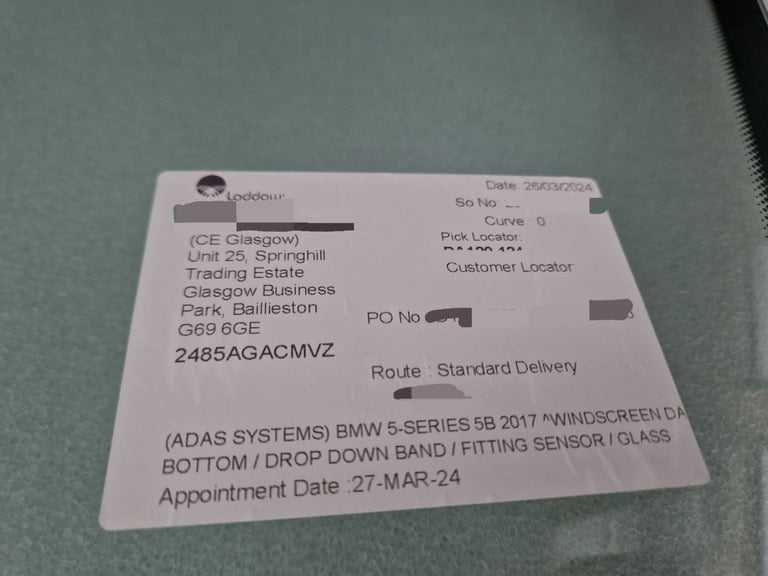 Date: 26/03/2024
So No:
Curve : 0
Pick Locator:
Customer Locator
(CE Glasgow)
Unit 25, Springhill
Trading Estate
Glasgow Business
Park, Baillieston
G69 6GE
2485AGACMVZ
PO No
Route : Standard Delivery
(ADAS SYSTEMS) BMW 5-SERIES 5B 2017 ^WINDSCREEN DA
BOTTOM / DROP DOWN BAND / FITTING SENSOR / GLASS
Appointment Date :27-MAR-24